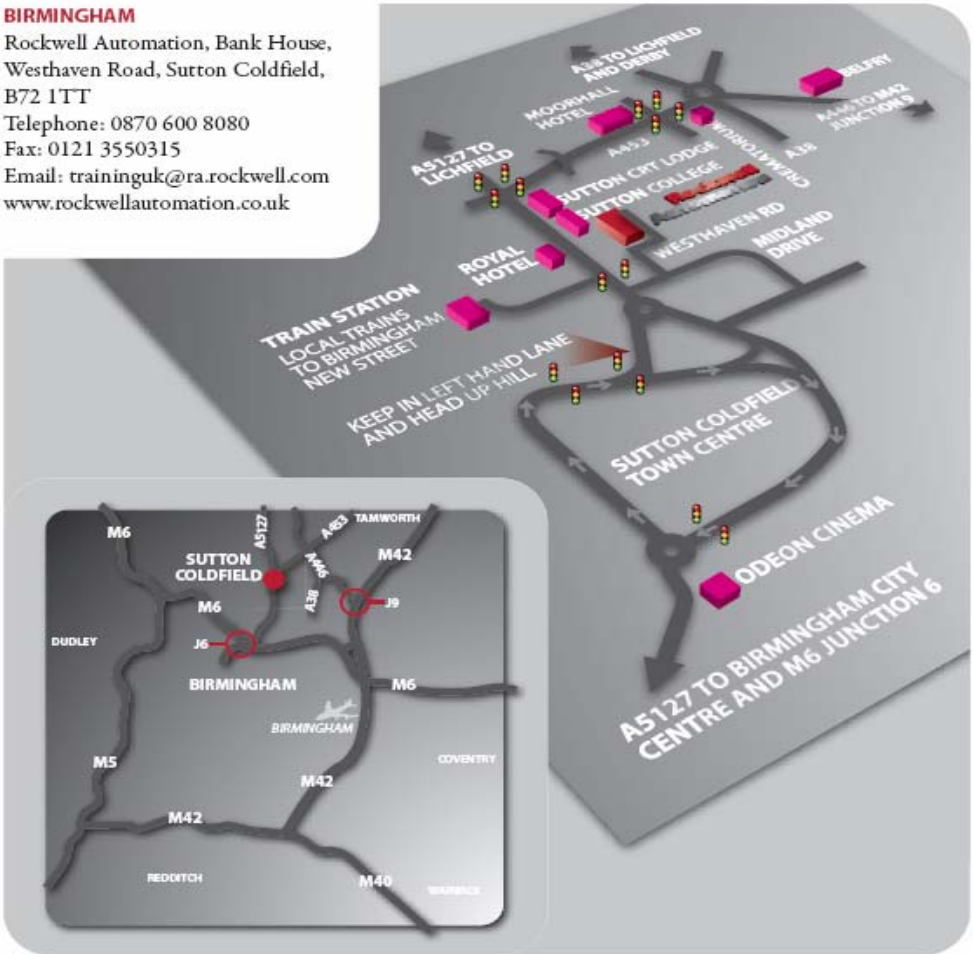 BIRMINGHAM
Rockwell Automation, Bank House,
Westhaven Road, Sutton Coldfield,
B72 1TT
Telephone: 0870 600 8080
Fax: 0121 3550315
Email: traininguk@ra.rockwell.com
www.rockwellautomation.co.uk
A38 TO LICHFIELD
AND DERBY
BELFRY
MOORHALL
HOTEL
A446 TO M42
JUNCTION 9
A453
CREMATORIUM
A38
A5127 TO
LICHFIELD
SUTTON CRT LODGE
SUTTON COLLEGE
Rockwell
Automation
WESTHAVEN RD
MIDLAND
DRIVE
ROYAL
HOTEL
TRAIN STATION
LOCAL TRAINS
TO BIRMINGHAM
NEW STREET
KEEP IN LEFT HAND LANE
AND HEAD UP HILL
SUTTON COLDFIELD
TOWN CENTRE
ODEON CINEMA
A5127 TO BIRMINGHAM CITY
CENTRE AND M6 JUNCTION 6
M6
A5127
A453
TAMWORTH
SUTTON
COLDFIELD
A446
M42
M6
A38
J9
DUDLEY
J6
BIRMINGHAM
M6
BIRMINGHAM
M5
COVENTRY
M42
M42
REDDITCH
M40
WARWICK